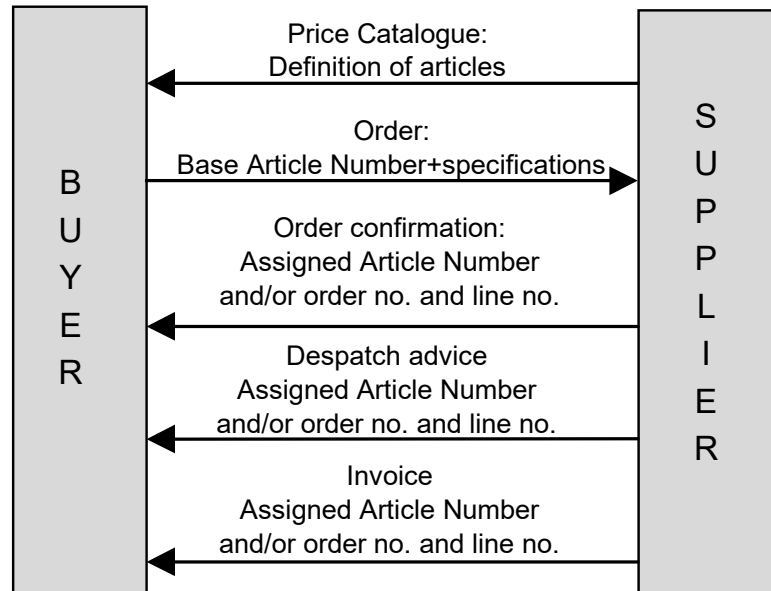 Price Catalogue:
Definition of articles
Order:
Base Article Number+specifications
Order confirmation:
Assigned Article Number
and/or order no. and line no.
Despatch advice
Assigned Article Number
and/or order no. and line no.
Invoice
Assigned Article Number
and/or order no. and line no.
B
U
Y
E
R
S
U
P
P
L
I
E
R